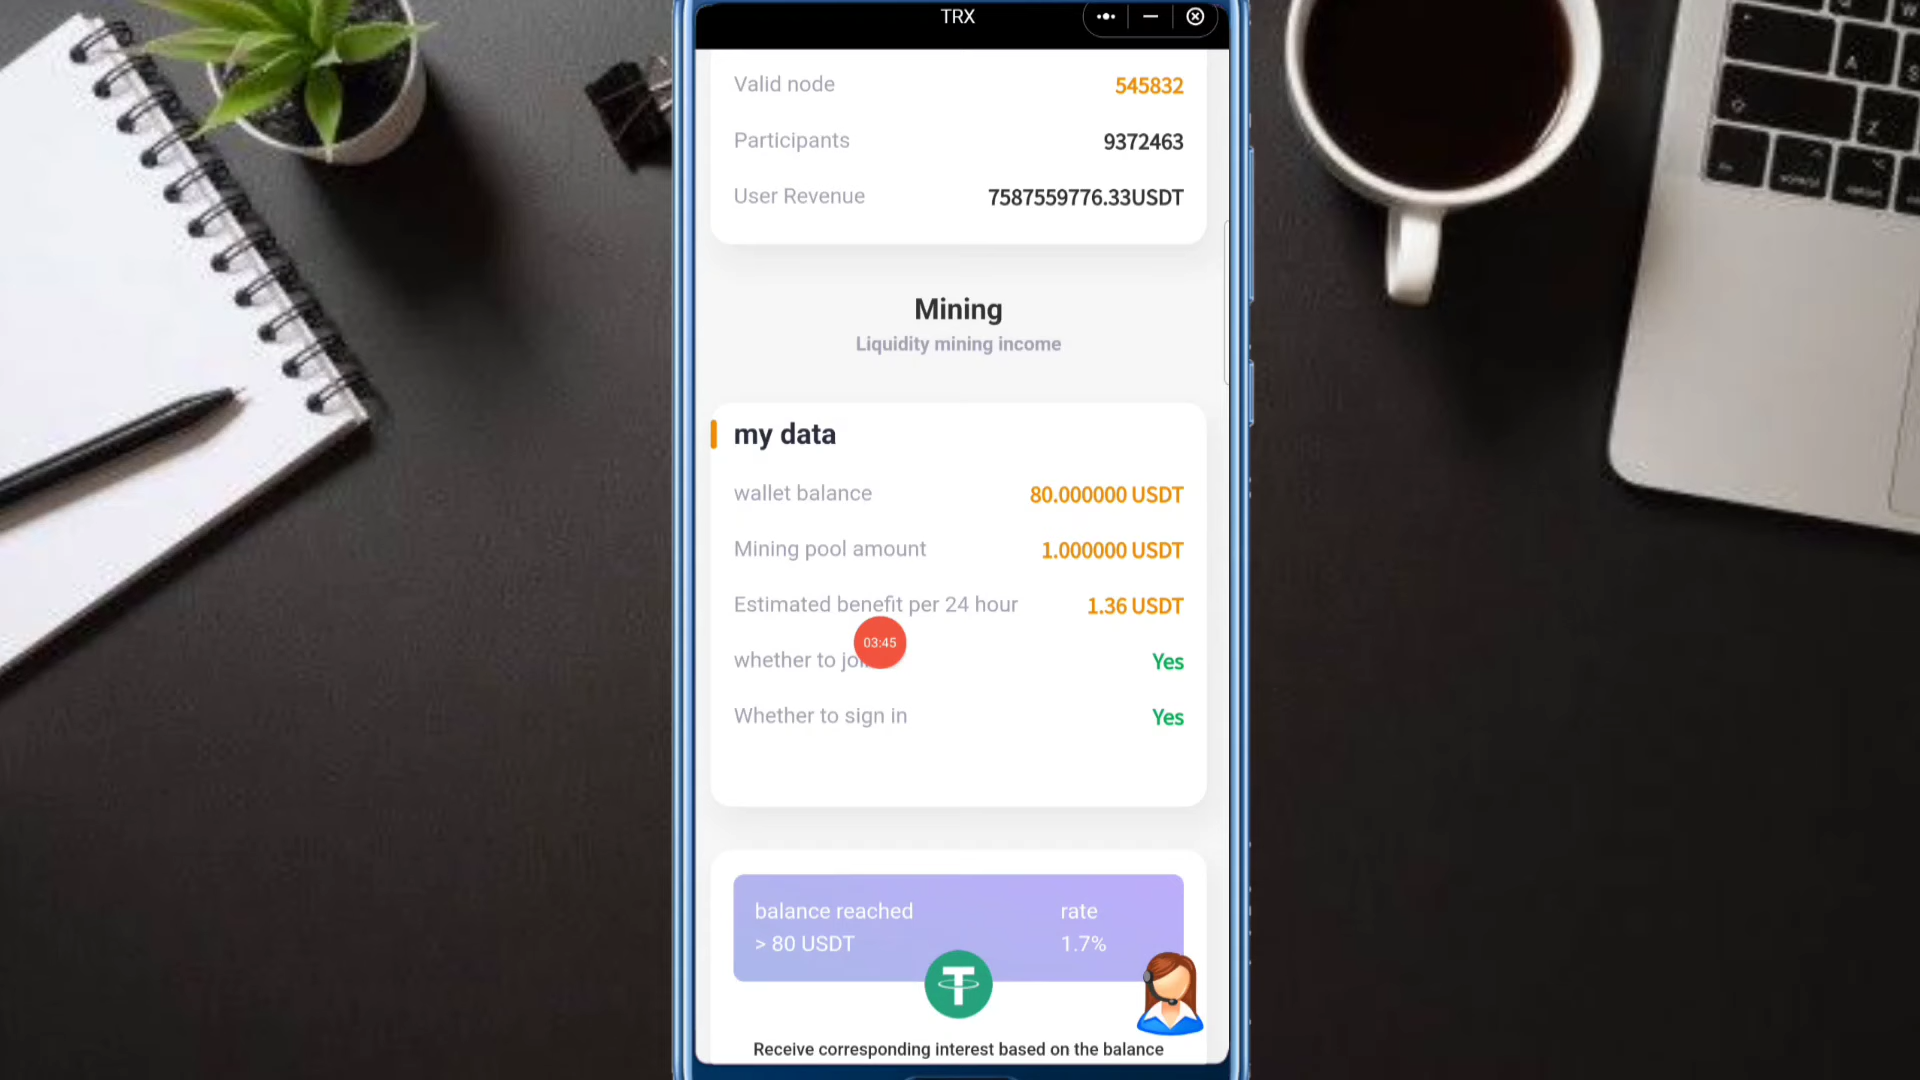 TRX
Valid node 545832
Participants 9372463
User Revenue 7587559776.33USDT
Mining
Liquidity mining income
my data
wallet balance 80.000000 USDT
Mining pool amount 1.000000 USDT
Estimated benefit per 24 hour 1.36 USDT
03:45
whether to Yes
Whether to sign in Yes
balance reached rate
> 80 USDT 1.7%
Receive corresponding interest based on the balance